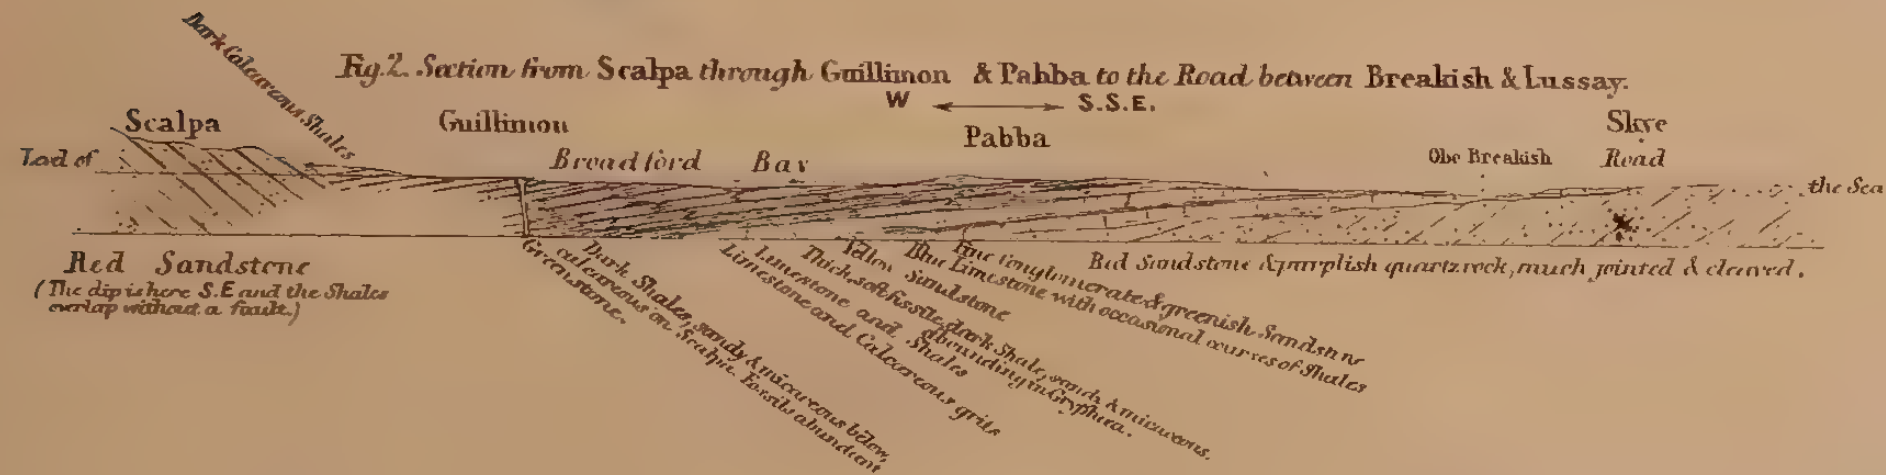 Dark Calcareous Shales
Fig. 2. Section from Scalpa through Guillimon & Pabba to the Road between Breakish & Lussay.
W S.S.E.
Scalpa
Guillimon
Pabba
Skye
Broadford Bay
Obe Breakish
Road
of
the Sea
Red Sandstone
(The dip is here S.E and the Shales
overlap without a fault.)
Greenstone.
Dark Shales, sandy & micaceous below,
calcareous on Scalpa. Fossils abundant
Limestone and Calcareous grits
Limestone and Shales
Thick, soft fissile, dark Shale, sandy & micaceous.
abounding in Gryphæa.
Yellow Sandstone
Blue Limestone with occasional courses of Shales
Fine conglomerate & greenish Sandstone
Red Sandstone & purplish quartz rock, much jointed & cleaved.